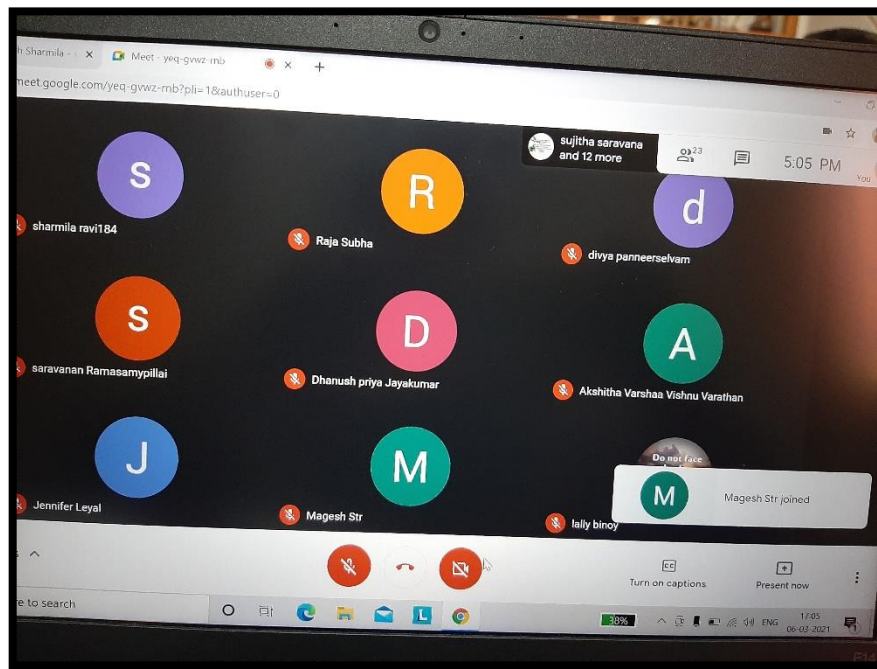 h Sharmila -
Meet - yeq-gvwz-mb
meet.google.com/yeq-gvwz-mb?pli=1&authuser=0
sujitha saravana
and 12 more
23
5:05 PM
You
S
sharmila ravi184
R
Raja Subha
d
divya panneerselvam
S
saravanan Ramasamypillai
D
Dhanush priya Jayakumar
A
Akshitha Varshaa Vishnu Varathan
J
Jennifer Leyal
M
Magesh Str
Do not face
lally binoy
M
Magesh Str joined
CC
Turn on captions
Present now
e to search
L
38%
ENG
17:05
06-03-2021
1